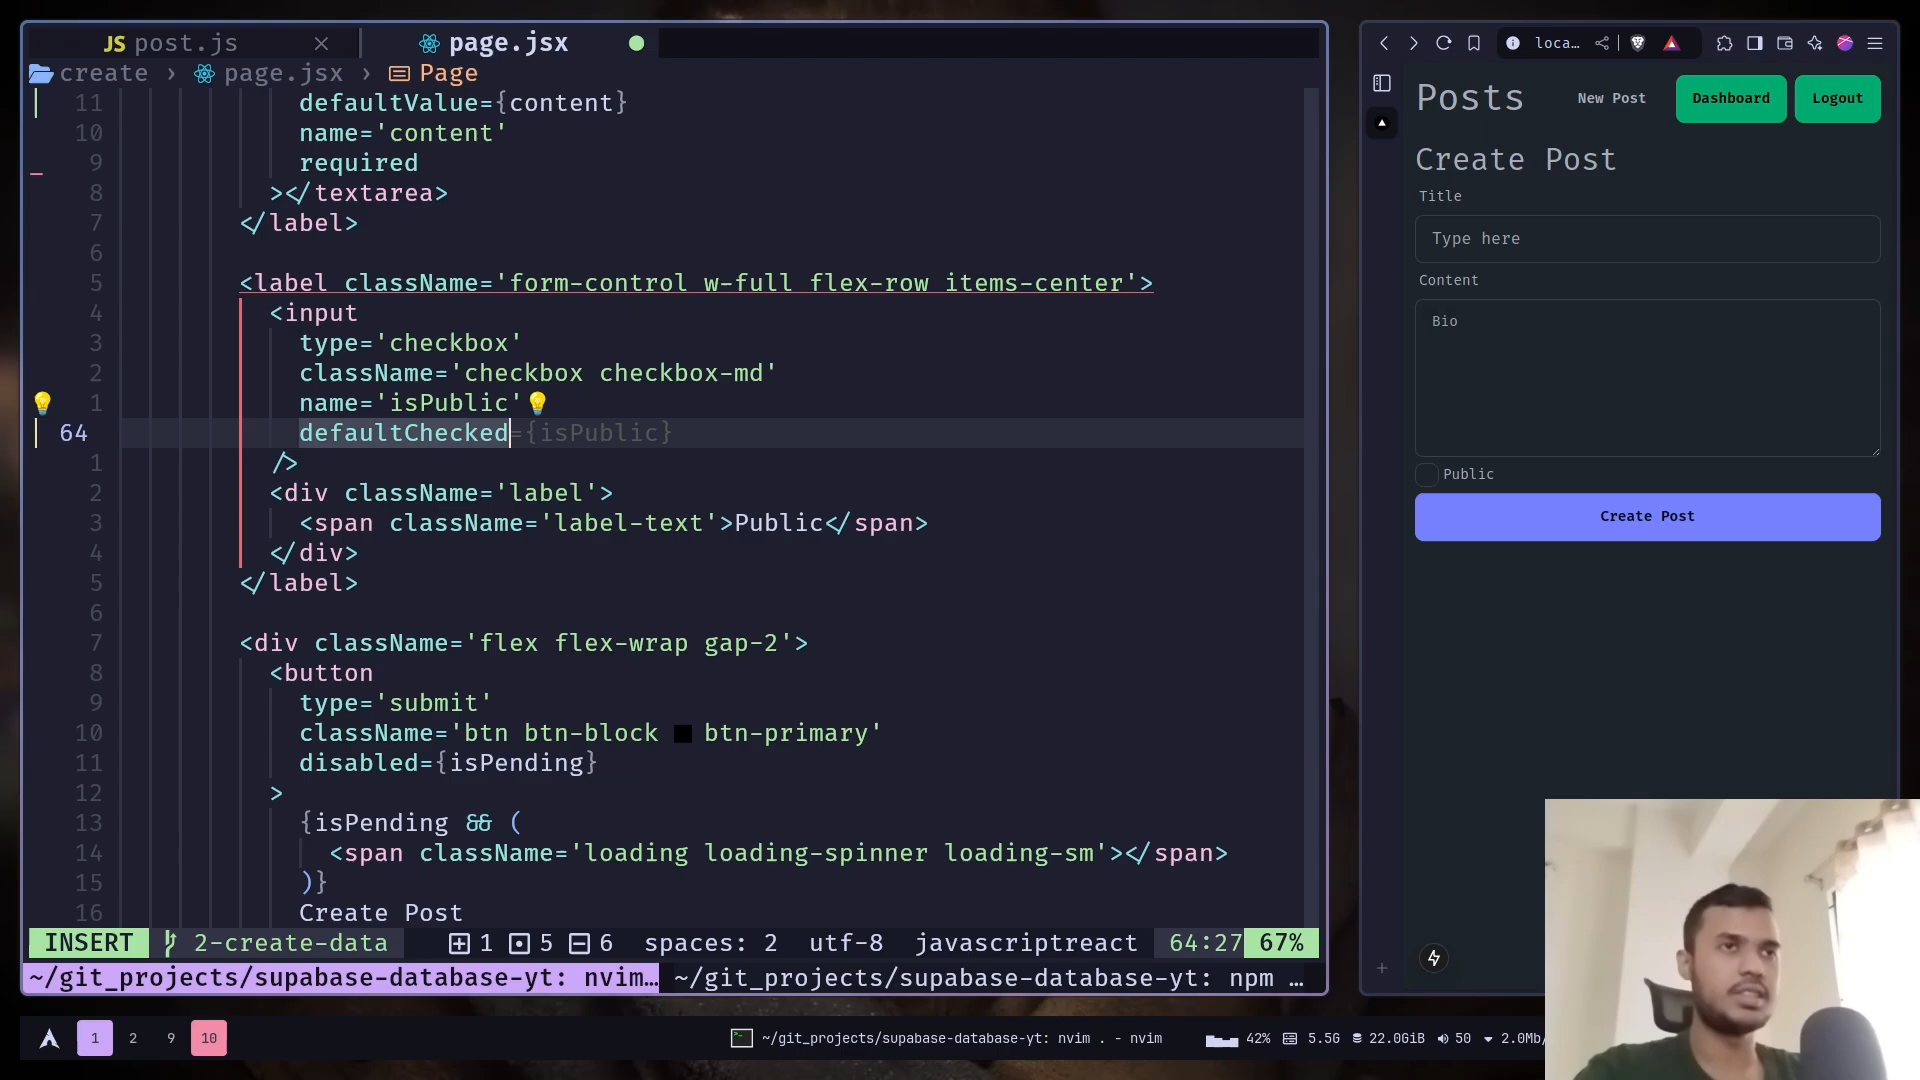 JS post.js
page.jsx
create › page.jsx › Page
11 defaultValue={content}
10 name='content'
9 required
8 ></textarea>
7 </label>
6
5 <label className='form-control w-full flex-row items-center'>
4 <input
3 type='checkbox'
2 className='checkbox checkbox-md'
1 name='isPublic'
64 defaultChecked={isPublic}
1 />
2 <div className='label'>
3 <span className='label-text'>Public</span>
4 </div>
5 </label>
6
7 <div className='flex flex-wrap gap-2'>
8 <button
9 type='submit'
10 className='btn btn-block btn-primary'
11 disabled={isPending}
12 >
13 {isPending && (
14 <span className='loading loading-spinner loading-sm'></span>
15 )}
16 Create Post
INSERT 2-create-data 1 5 6 spaces: 2 utf-8 javascriptreact 64:27 67%
~/git_projects/supabase-database-yt: nvim… ~/git_projects/supabase-database-yt: npm …
loca…
Posts New Post Dashboard Logout
Create Post
Title
Type here
Content
Bio
Public
Create Post
1 2 9 10 ~/git_projects/supabase-database-yt: nvim . - nvim 42% 5.5G 22.0GiB 50 2.0Mb/